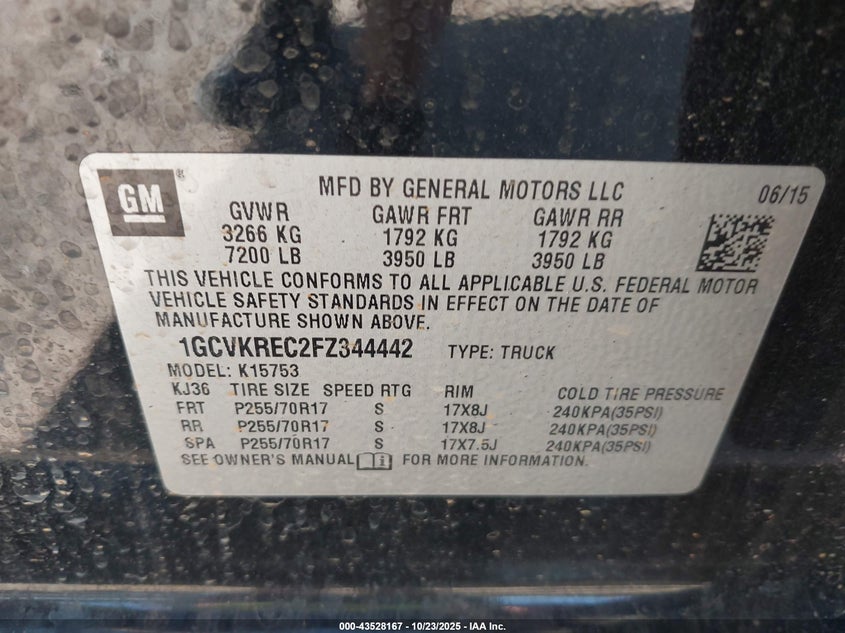 GM
MFD BY GENERAL MOTORS LLC 06/15
GVWR GAWR FRT GAWR RR
3266 KG 1792 KG 1792 KG
7200 LB 3950 LB 3950 LB
THIS VEHICLE CONFORMS TO ALL APPLICABLE U.S. FEDERAL MOTOR
VEHICLE SAFETY STANDARDS IN EFFECT ON THE DATE OF
MANUFACTURE SHOWN ABOVE.
1GCVKREC2FZ344442 TYPE: TRUCK
MODEL: K15753
KJ36 TIRE SIZE SPEED RTG RIM COLD TIRE PRESSURE
FRT P255/70R17 S 17X8J 240KPA(35PSI)
RR P255/70R17 S 17X8J 240KPA(35PSI)
SPA P255/70R17 S 17X7.5J 240KPA(35PSI)
SEE OWNER'S MANUAL FOR MORE INFORMATION.
000-43528167 - 10/23/2025 - IAA Inc.